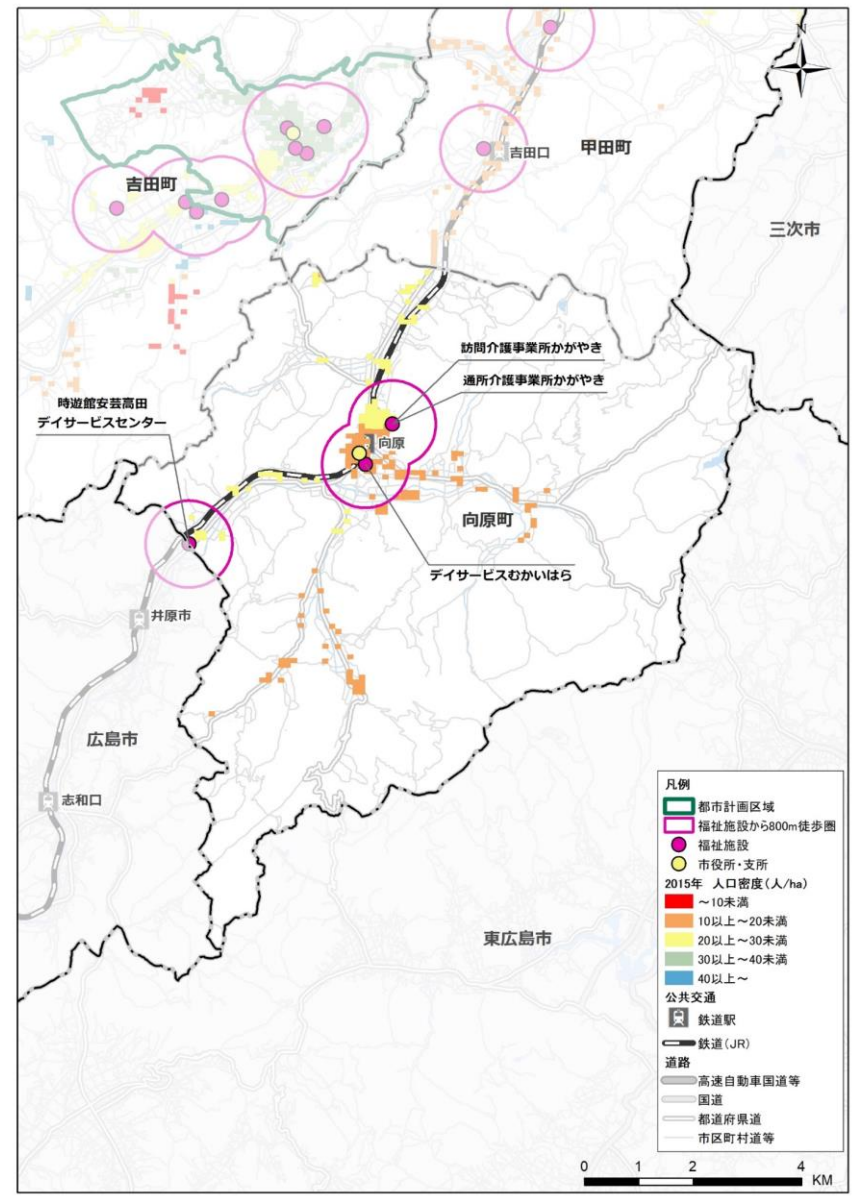 N
吉田口
甲田町
吉田町
三次市
訪問介護事業所かがやき
通所介護事業所かがやき
時遊館安芸高田
デイサービスセンター
向原
向原町
デイサービスむかいはら
井原市
広島市
志和口
東広島市
凡例
都市計画区域
福祉施設から800m徒歩圏
福祉施設
市役所・支所
2015年 人口密度(人/ha)
～10未満
10以上～20未満
20以上～30未満
30以上～40未満
40以上～
公共交通
鉄道駅
鉄道(JR)
道路
高速自動車国道等
国道
都道府県道
市区町村道等
0 1 2 4
KM